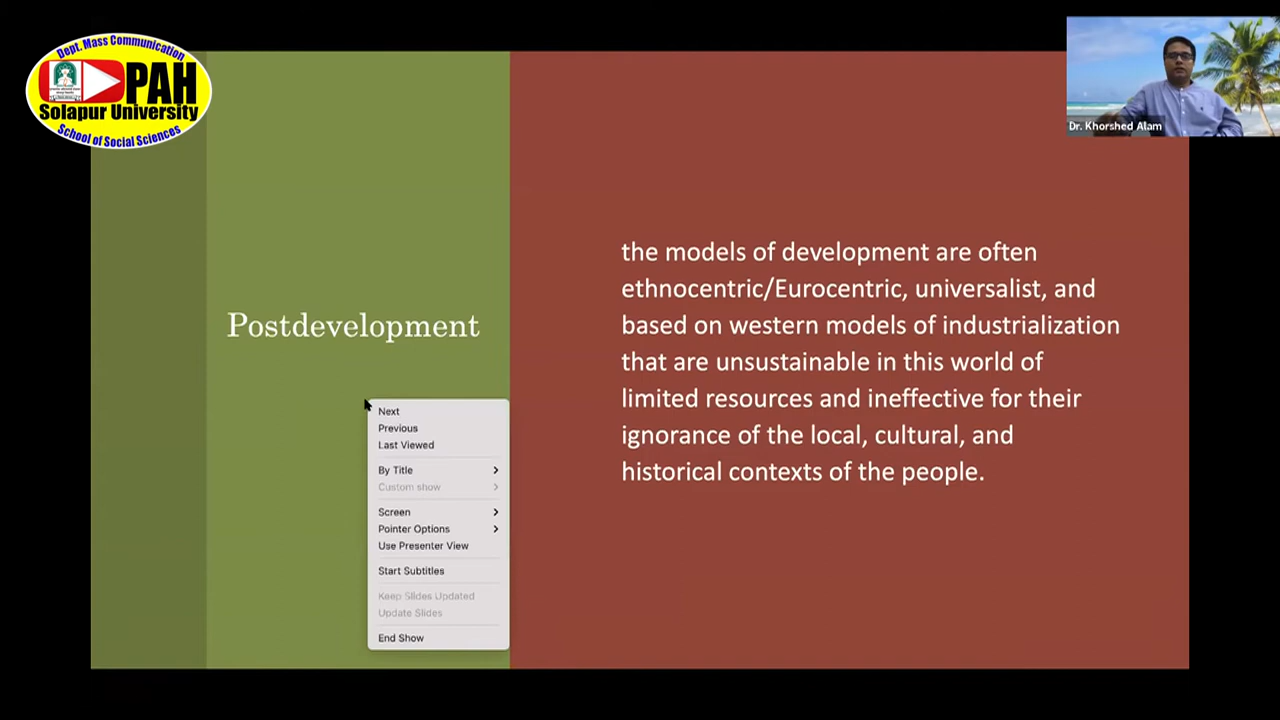 Dept. Mass Communication
PAH
Solapur University
School of Social Sciences
Dr. Khorshed Alam
Postdevelopment
the models of development are often
ethnocentric/Eurocentric, universalist, and
based on western models of industrialization
that are unsustainable in this world of
limited resources and ineffective for their
ignorance of the local, cultural, and
historical contexts of the people.
Next
Previous
Last Viewed
By Title
Custom show
Screen
Pointer Options
Use Presenter View
Start Subtitles
Keep Slides Updated
Update Slides
End Show